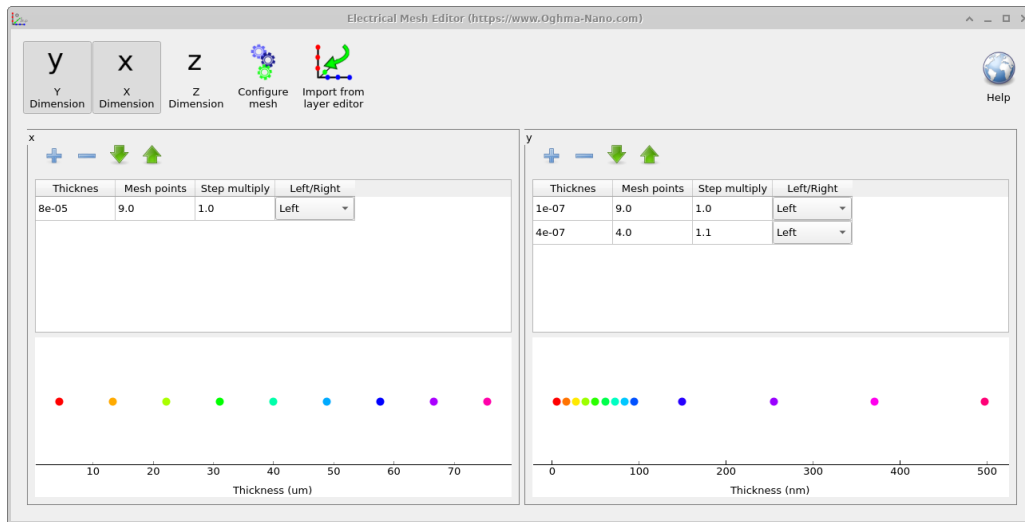 Electrical Mesh Editor (https://www.Oghma-Nano.com)
y
Y
Dimension
x
X
Dimension
z
Z
Dimension
Configure
mesh
Import from
layer editor
Help
x
Thicknes Mesh points Step multiply Left/Right
8e-05 9.0 1.0 Left
10 20 30 40 50 60 70
Thickness (um)
y
Thicknes Mesh points Step multiply Left/Right
1e-07 9.0 1.0 Left
4e-07 4.0 1.1 Left
0 100 200 300 400 500
Thickness (nm)